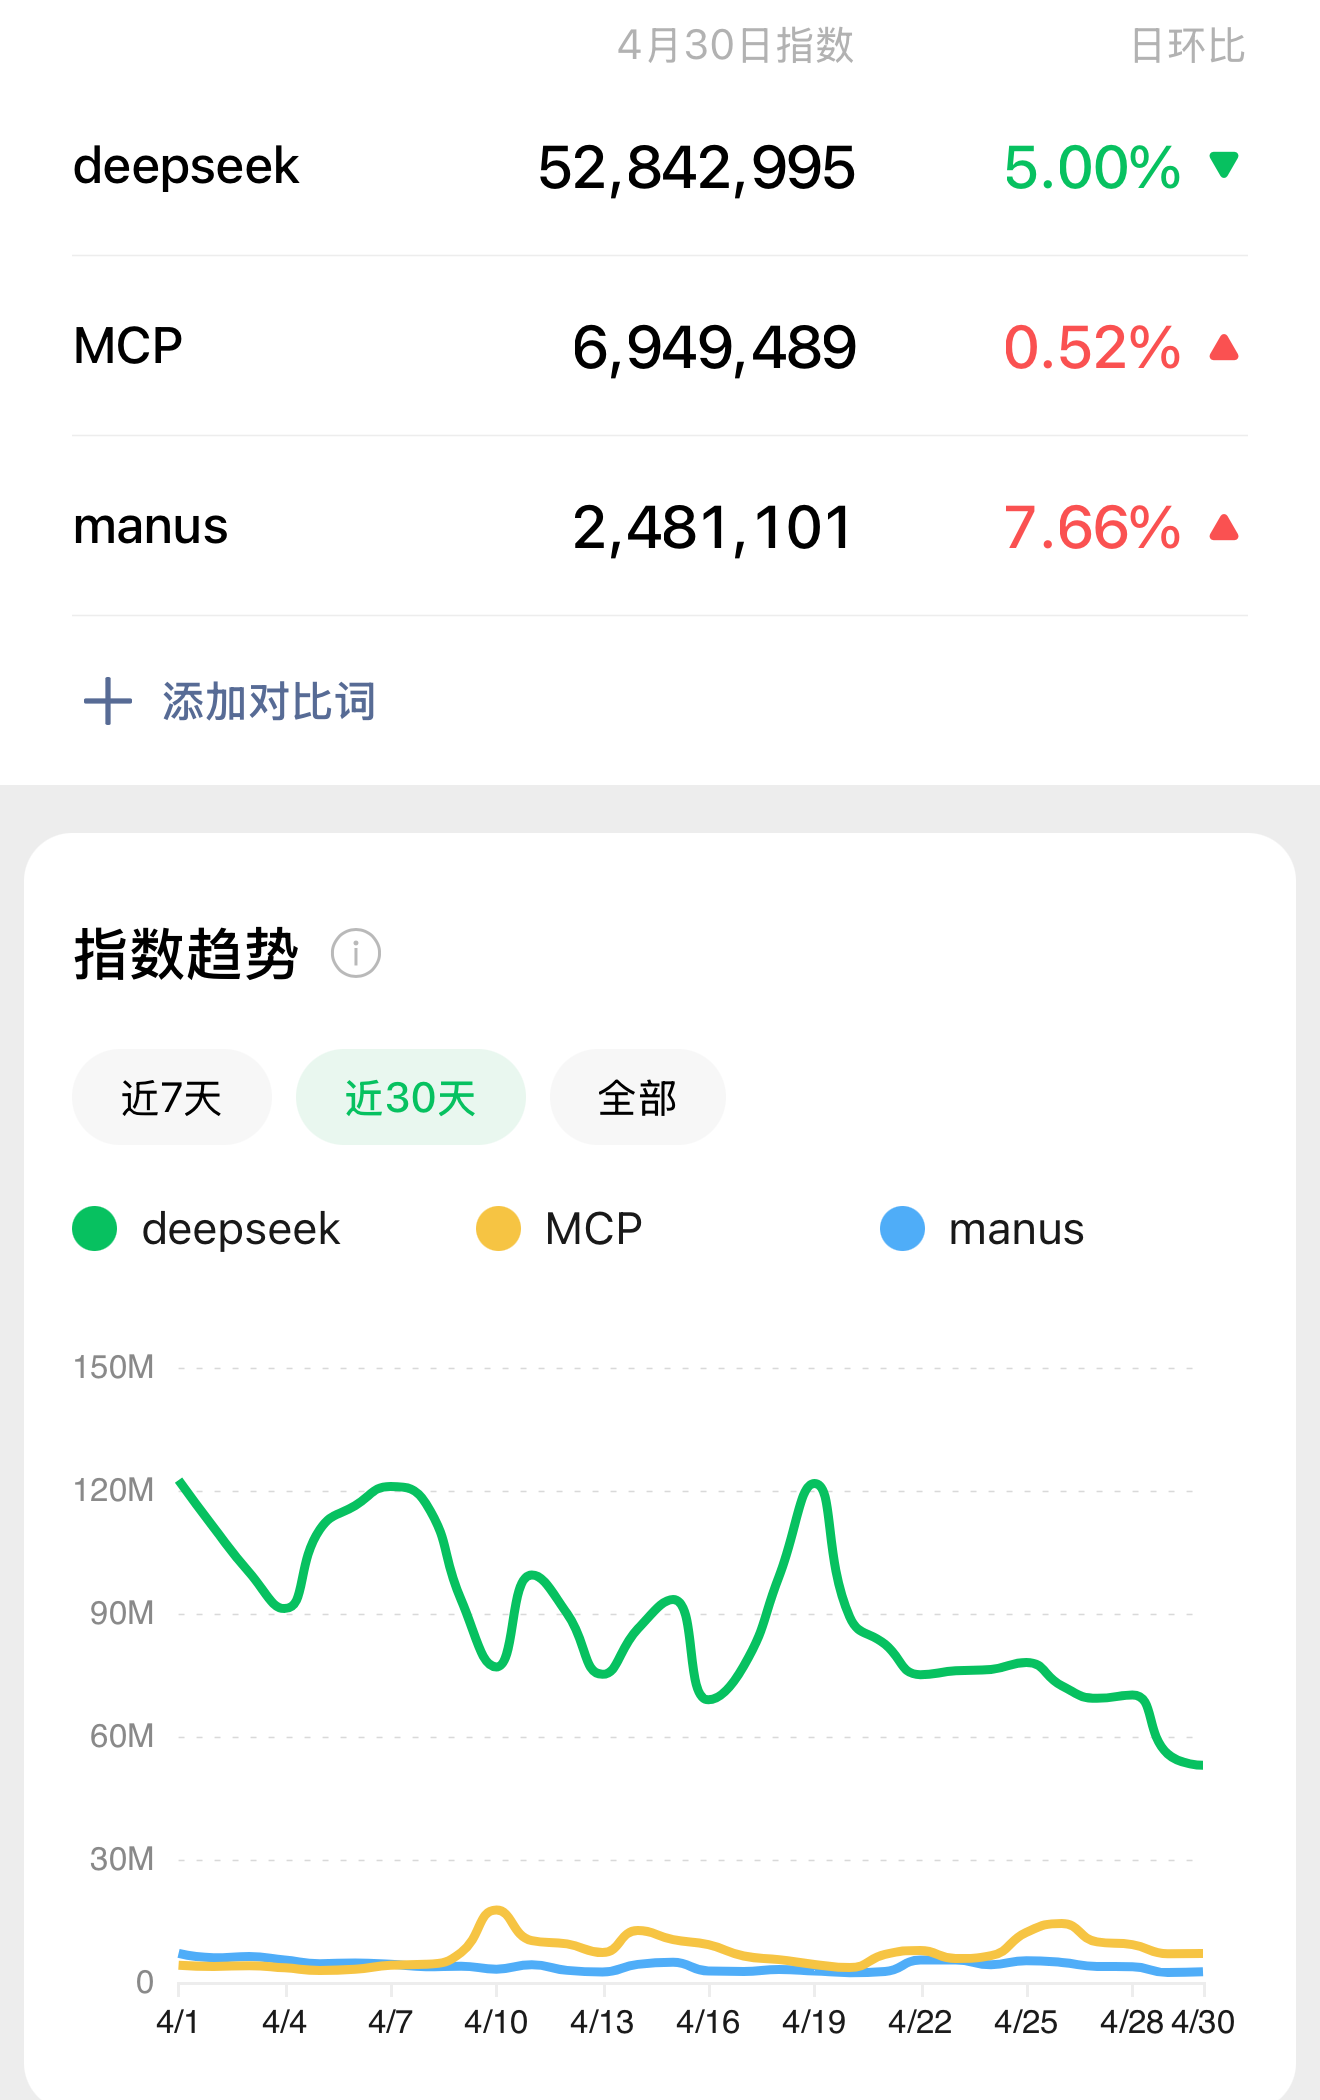 4月30日指数 日环比
deepseek 52,842,995 5.00%
MCP 6,949,489 0.52%
manus 2,481,101 7.66%
添加对比词
指数趋势
近7天 近30天 全部
deepseek MCP manus
150M
120M
90M
60M
30M
0
4/1 4/4 4/7 4/10 4/13 4/16 4/19 4/22 4/25 4/28 4/30